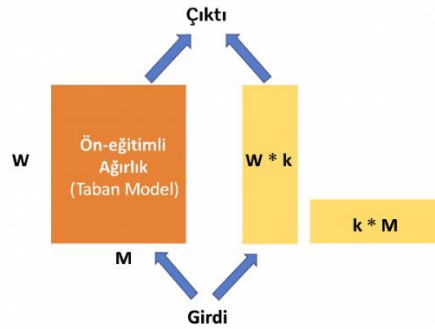 Çıktı
Ön-eğitimli
Ağırlık
(Taban Model)
W
W * k
k * M
M
Girdi